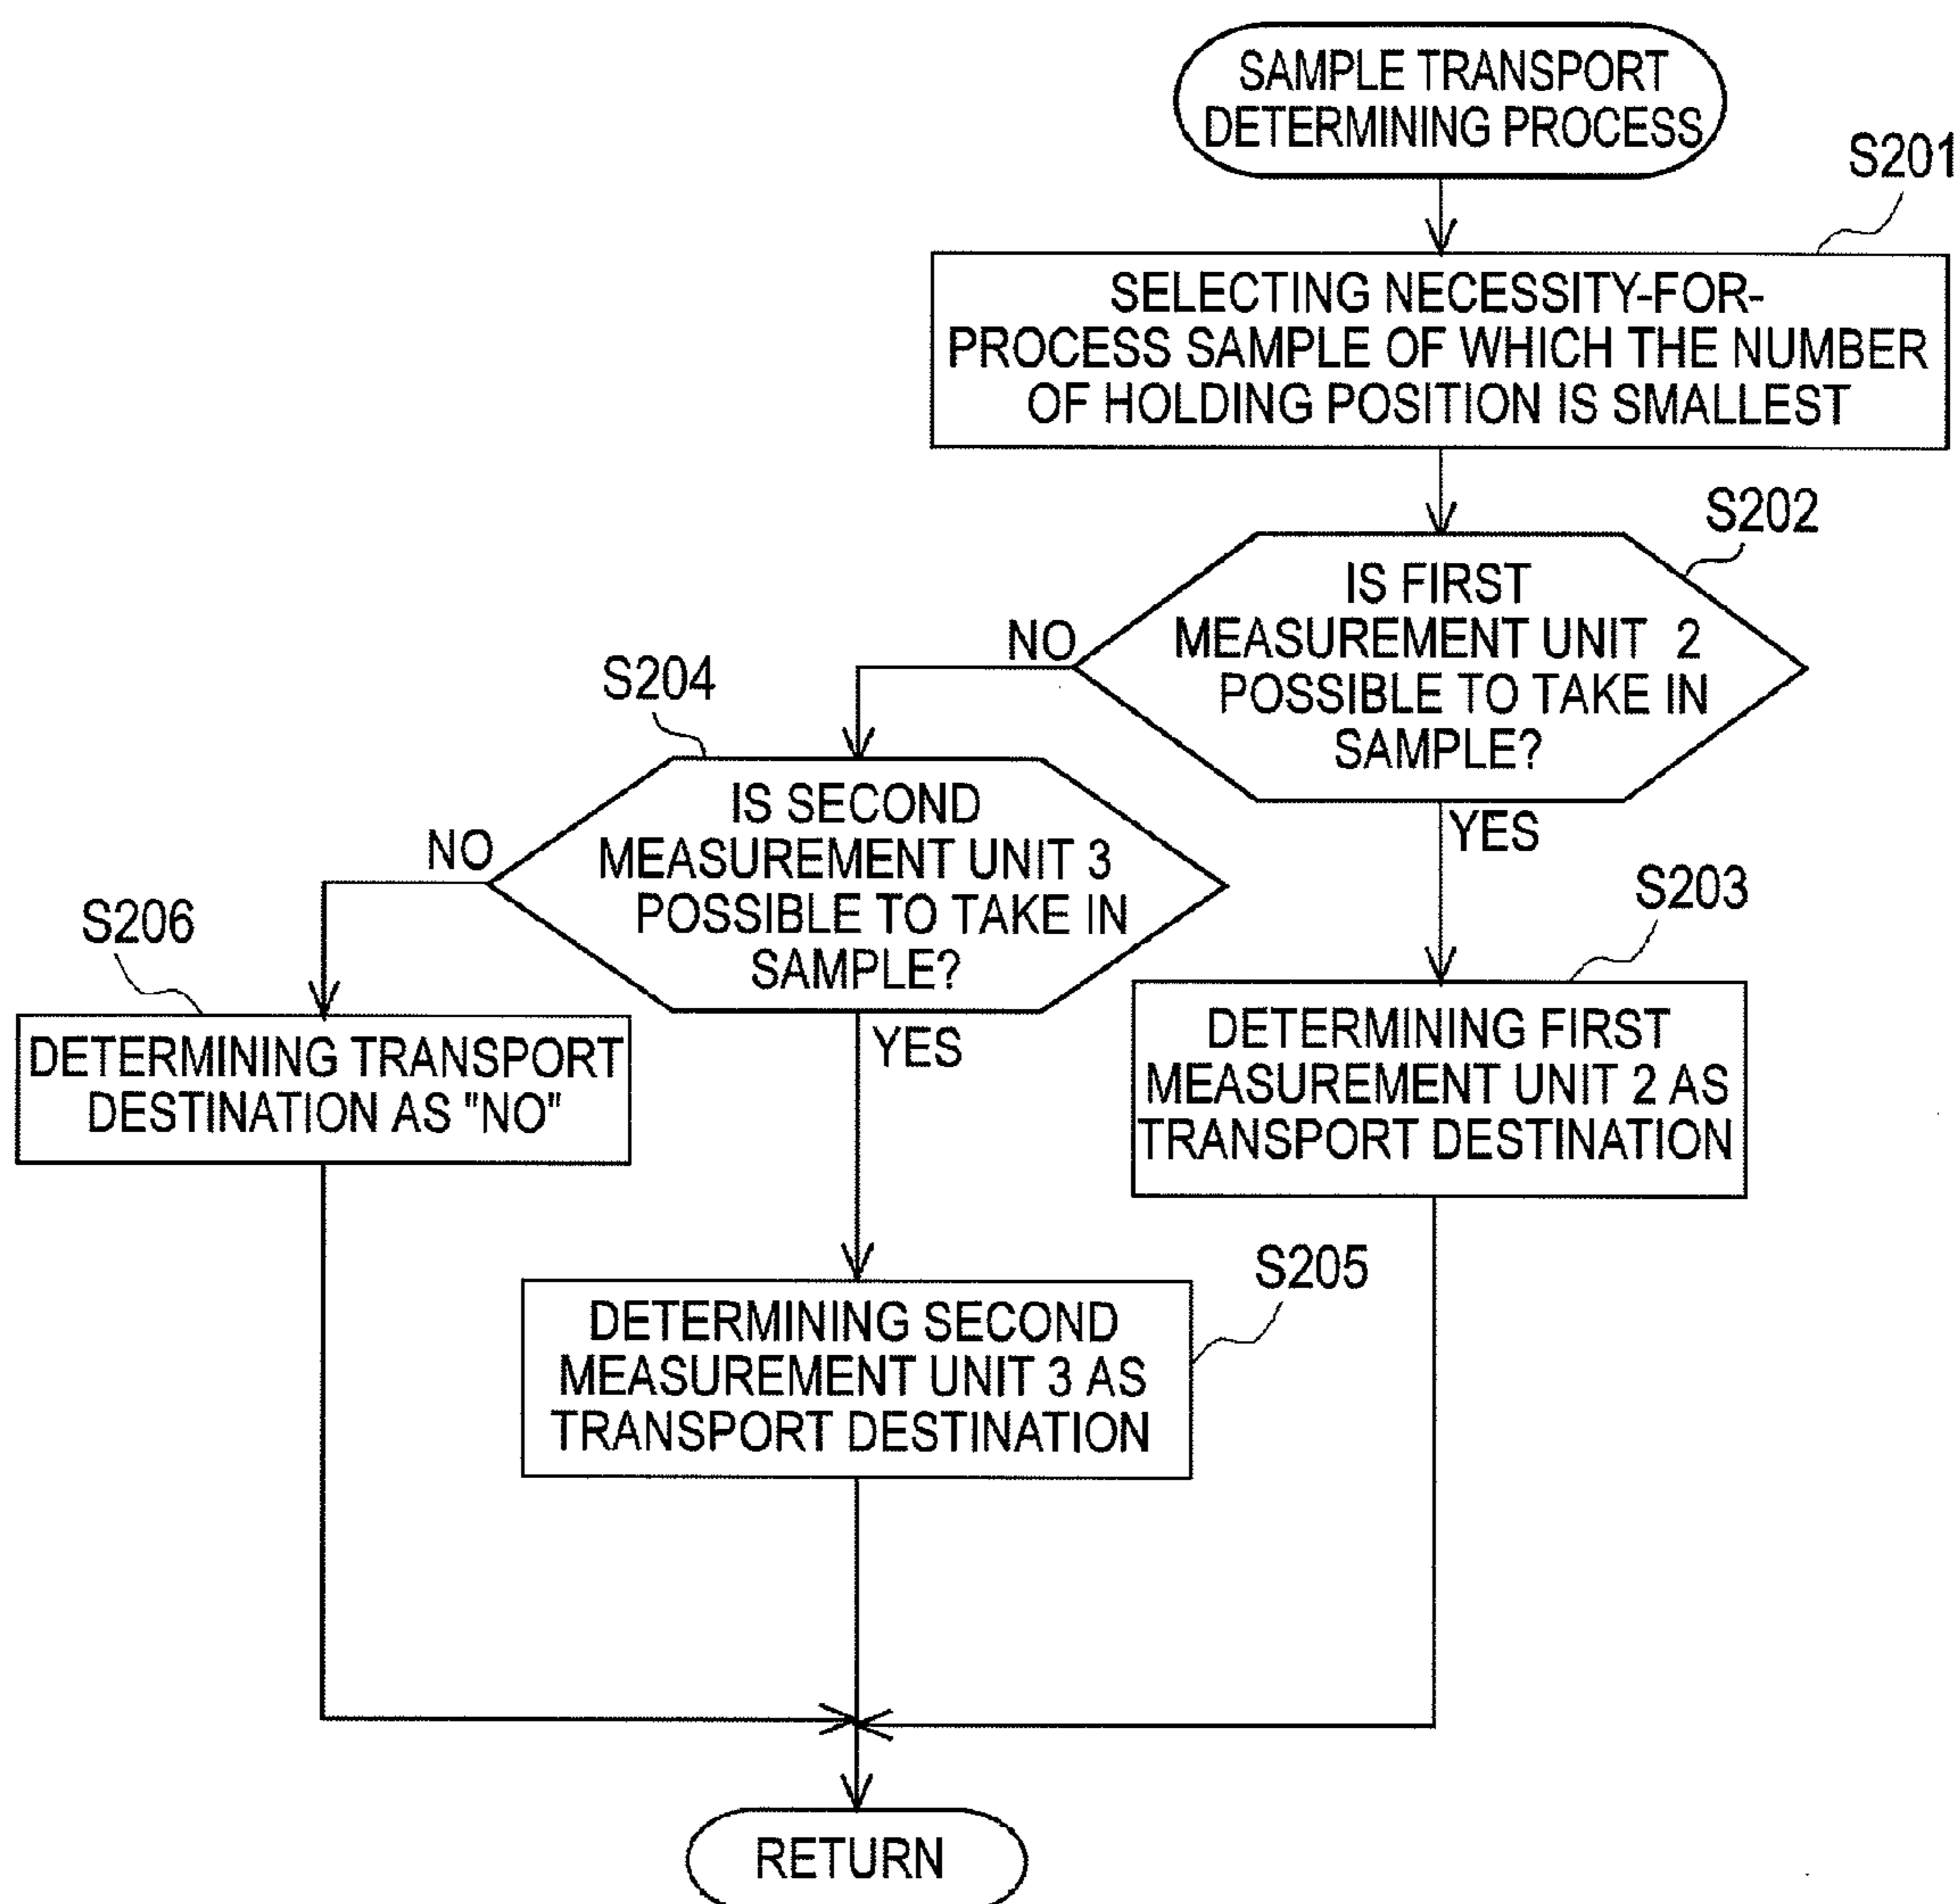 SAMPLE TRANSPORT
DETERMINING PROCESS
S201
SELECTING NECESSITY-FOR-
PROCESS SAMPLE OF WHICH THE NUMBER
OF HOLDING POSITION IS SMALLEST
S202
IS FIRST
MEASUREMENT UNIT 2
POSSIBLE TO TAKE IN
SAMPLE?
NO
YES
S204
IS SECOND
MEASUREMENT UNIT 3
POSSIBLE TO TAKE IN
SAMPLE?
NO
YES
S203
DETERMINING FIRST
MEASUREMENT UNIT 2 AS
TRANSPORT DESTINATION
S206
DETERMINING TRANSPORT
DESTINATION AS "NO"
S205
DETERMINING SECOND
MEASUREMENT UNIT 3 AS
TRANSPORT DESTINATION
RETURN